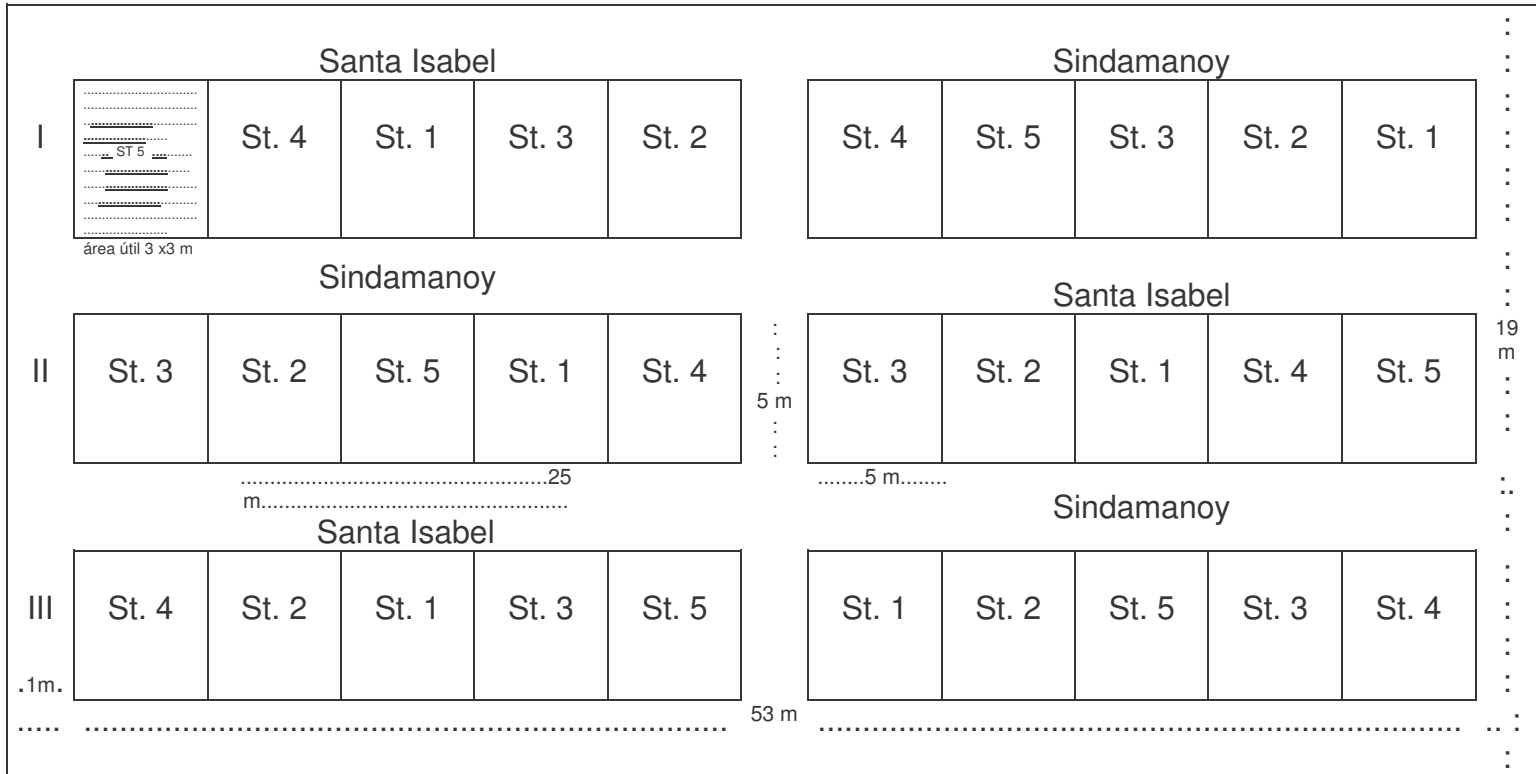 Santa Isabel Sindamanoy
I ST 5 St. 4 St. 1 St. 3 St. 2 St. 4 St. 5 St. 3 St. 2 St. 1
área útil 3 x3 m
Sindamanoy Santa Isabel
II St. 3 St. 2 St. 5 St. 1 St. 4 5 m St. 3 St. 2 St. 1 St. 4 St. 5 19
m
....................................................25 ........5 m........
m....................................................
Santa Isabel Sindamanoy
III St. 4 St. 2 St. 1 St. 3 St. 5 St. 1 St. 2 St. 5 St. 3 St. 4
.1m.
53 m